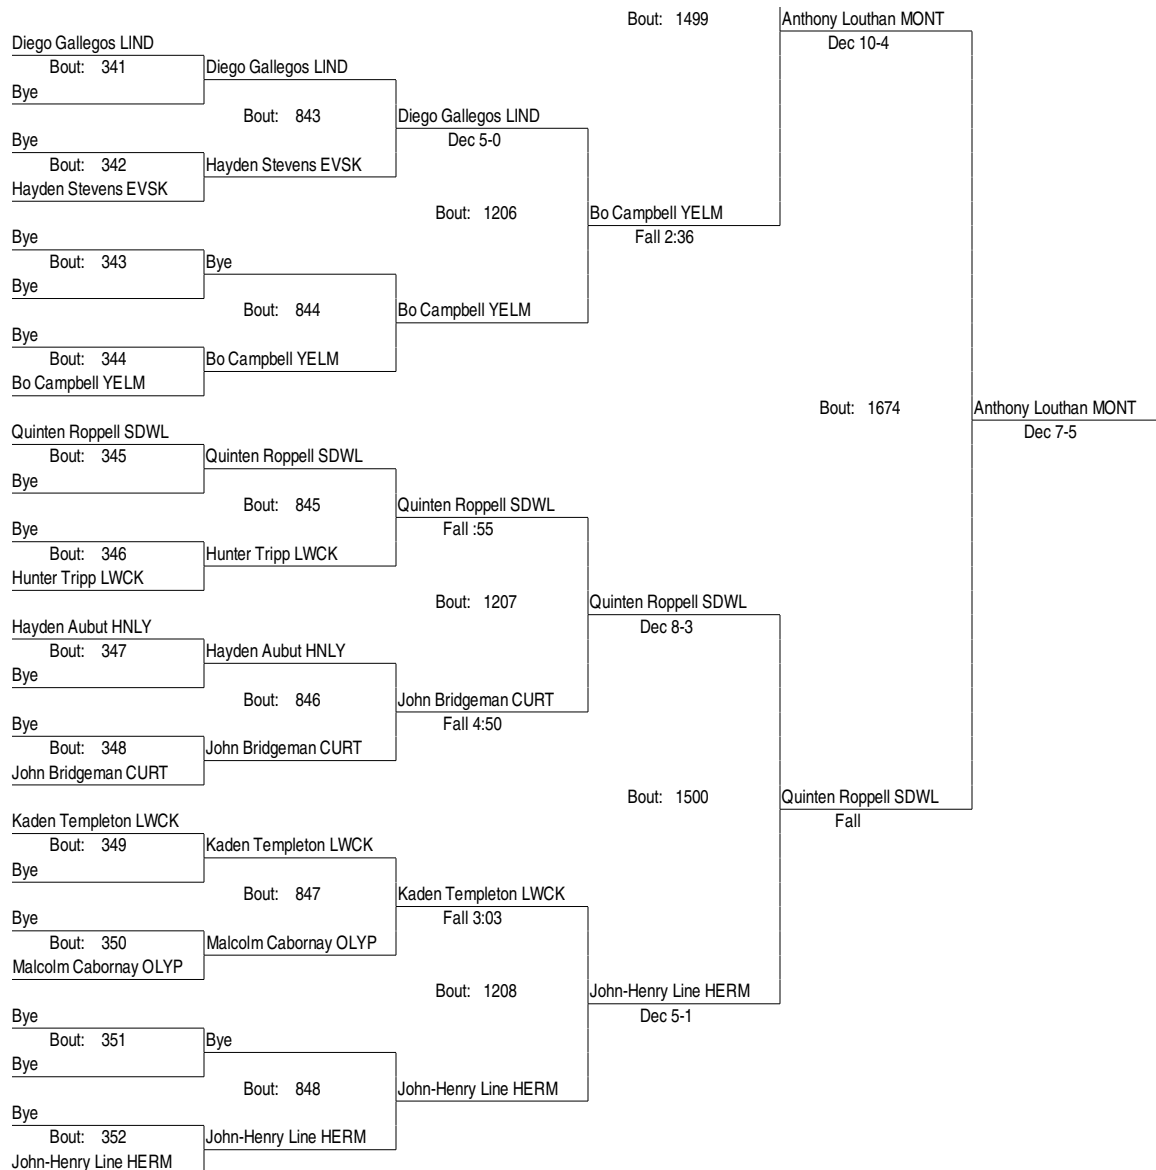 Bout: 1499 Anthony Louthan MONT
Diego Gallegos LIND Dec 10-4
Bout: 341 Diego Gallegos LIND
Bye
Bout: 843 Diego Gallegos LIND
Bye Dec 5-0
Bout: 342 Hayden Stevens EVSK
Hayden Stevens EVSK
Bout: 1206 Bo Campbell YELM
Bye Fall 2:36
Bout: 343 Bye
Bye
Bout: 844 Bo Campbell YELM
Bye
Bout: 344 Bo Campbell YELM
Bo Campbell YELM
Bout: 1674 Anthony Louthan MONT
Quinten Roppell SDWL Dec 7-5
Bout: 345 Quinten Roppell SDWL
Bye
Bout: 845 Quinten Roppell SDWL
Bye Fall :55
Bout: 346 Hunter Tripp LWCK
Hunter Tripp LWCK
Bout: 1207 Quinten Roppell SDWL
Hayden Aubut HNLY Dec 8-3
Bout: 347 Hayden Aubut HNLY
Bye
Bout: 846 John Bridgeman CURT
Bye Fall 4:50
Bout: 348 John Bridgeman CURT
John Bridgeman CURT
Bout: 1500 Quinten Roppell SDWL
Kaden Templeton LWCK Fall
Bout: 349 Kaden Templeton LWCK
Bye
Bout: 847 Kaden Templeton LWCK
Bye Fall 3:03
Bout: 350 Malcolm Cabornay OLYP
Malcolm Cabornay OLYP
Bout: 1208 John-Henry Line HERM
Bye Dec 5-1
Bout: 351 Bye
Bye
Bout: 848 John-Henry Line HERM
Bye
Bout: 352 John-Henry Line HERM
John-Henry Line HERM